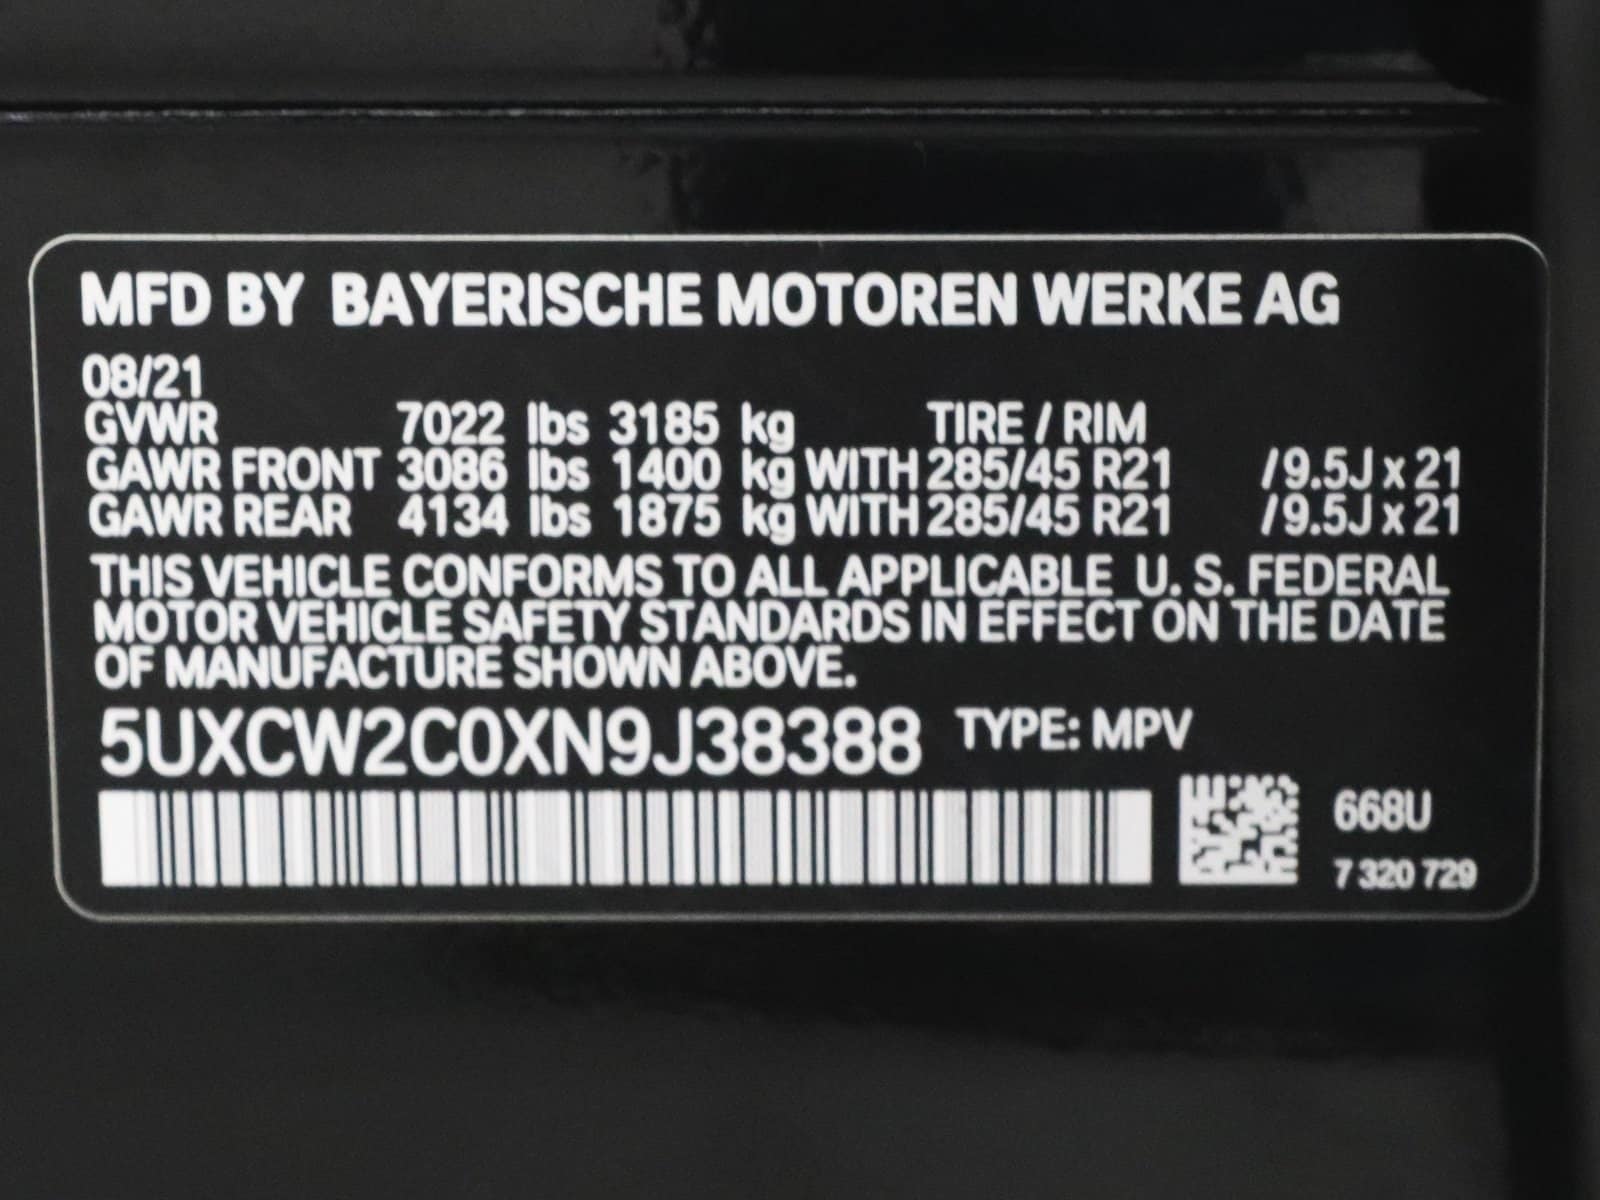 MFD BY BAYERISCHE MOTOREN WERKE AG
08/21
GVWR 7022 lbs 3185 kg TIRE / RIM
GAWR FRONT 3086 lbs 1400 kg WITH 285/45 R21 /9.5J x 21
GAWR REAR 4134 lbs 1875 kg WITH 285/45 R21 /9.5J x 21
THIS VEHICLE CONFORMS TO ALL APPLICABLE U. S. FEDERAL
MOTOR VEHICLE SAFETY STANDARDS IN EFFECT ON THE DATE
OF MANUFACTURE SHOWN ABOVE.
5UXCW2C0XN9J38388 TYPE: MPV
668U
7 320 729